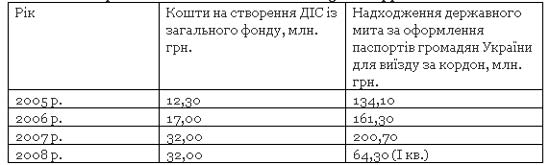 Рік Кошти на створення ДІС із Надходження державного
загального фонду, млн. мита за оформлення
грн. паспортів громадян України
для виїзду за кордон, млн.
грн.
2005 р. 12,30 134,10
2006 р. 17,00 161,30
2007 р. 32,00 200,70
2008 р. 32,00 64,30 (І кв.)